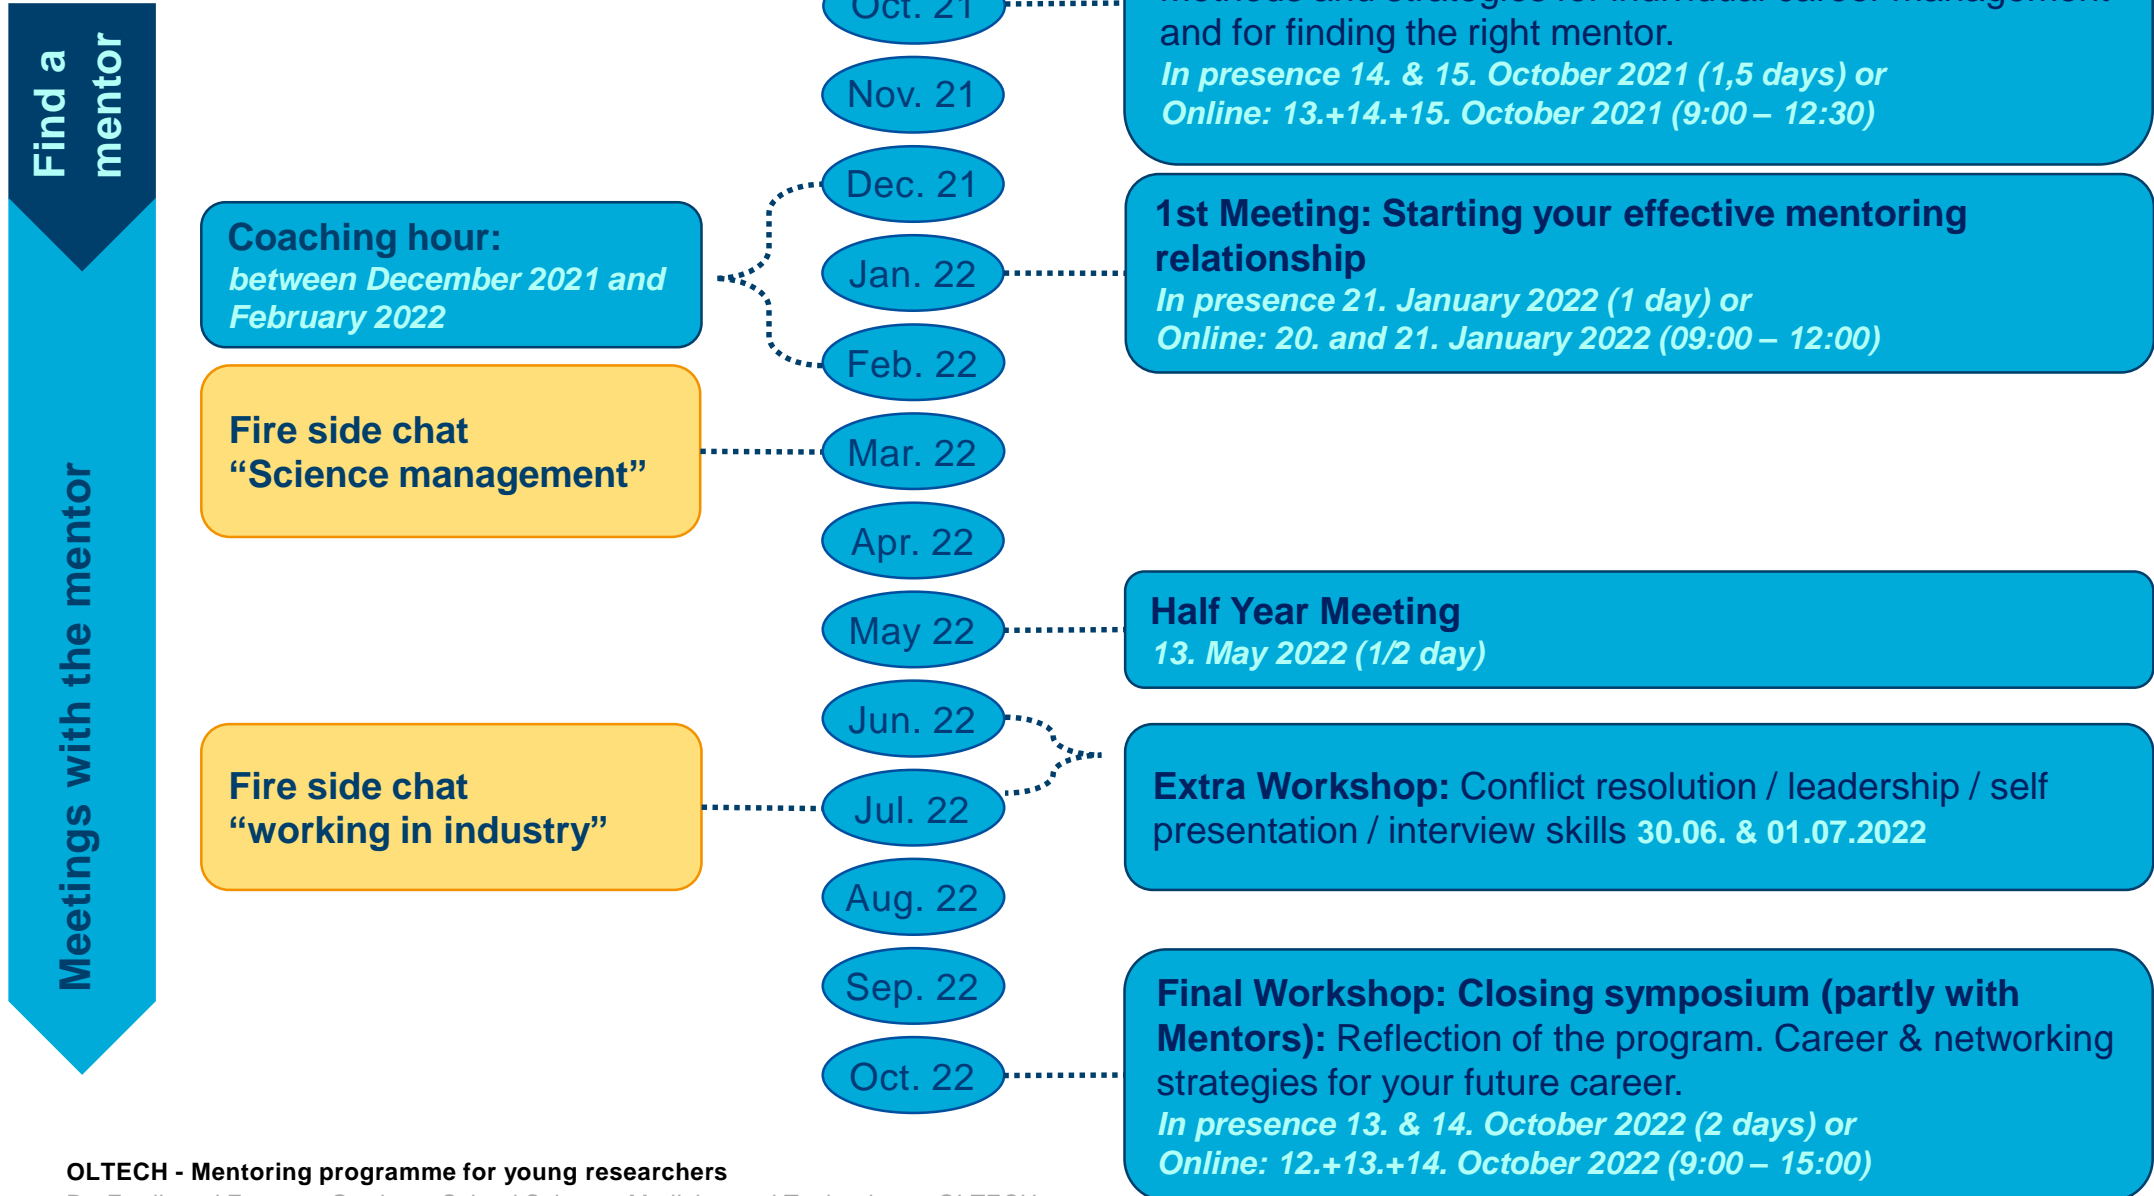 Find a
mentor
Meetings with the mentor
Coaching hour:
between December 2021 and
February 2022
Fire side chat
“Science management”
Fire side chat
“working in industry”
Oct. 21
Nov. 21
Dec. 21
Jan. 22
Feb. 22
Mar. 22
Apr. 22
May 22
Jun. 22
Jul. 22
Aug. 22
Sep. 22
Oct. 22
Methods and strategies for individual career management
and for finding the right mentor.
In presence 14. & 15. October 2021 (1,5 days) or
Online: 13.+14.+15. October 2021 (9:00 – 12:30)
1st Meeting: Starting your effective mentoring
relationship
In presence 21. January 2022 (1 day) or
Online: 20. and 21. January 2022 (09:00 – 12:00)
Half Year Meeting
13. May 2022 (1/2 day)
Extra Workshop: Conflict resolution / leadership / self
presentation / interview skills 30.06. & 01.07.2022
Final Workshop: Closing symposium (partly with
Mentors): Reflection of the program. Career & networking
strategies for your future career.
In presence 13. & 14. October 2022 (2 days) or
Online: 12.+13.+14. October 2022 (9:00 – 15:00)
OLTECH - Mentoring programme for young researchers